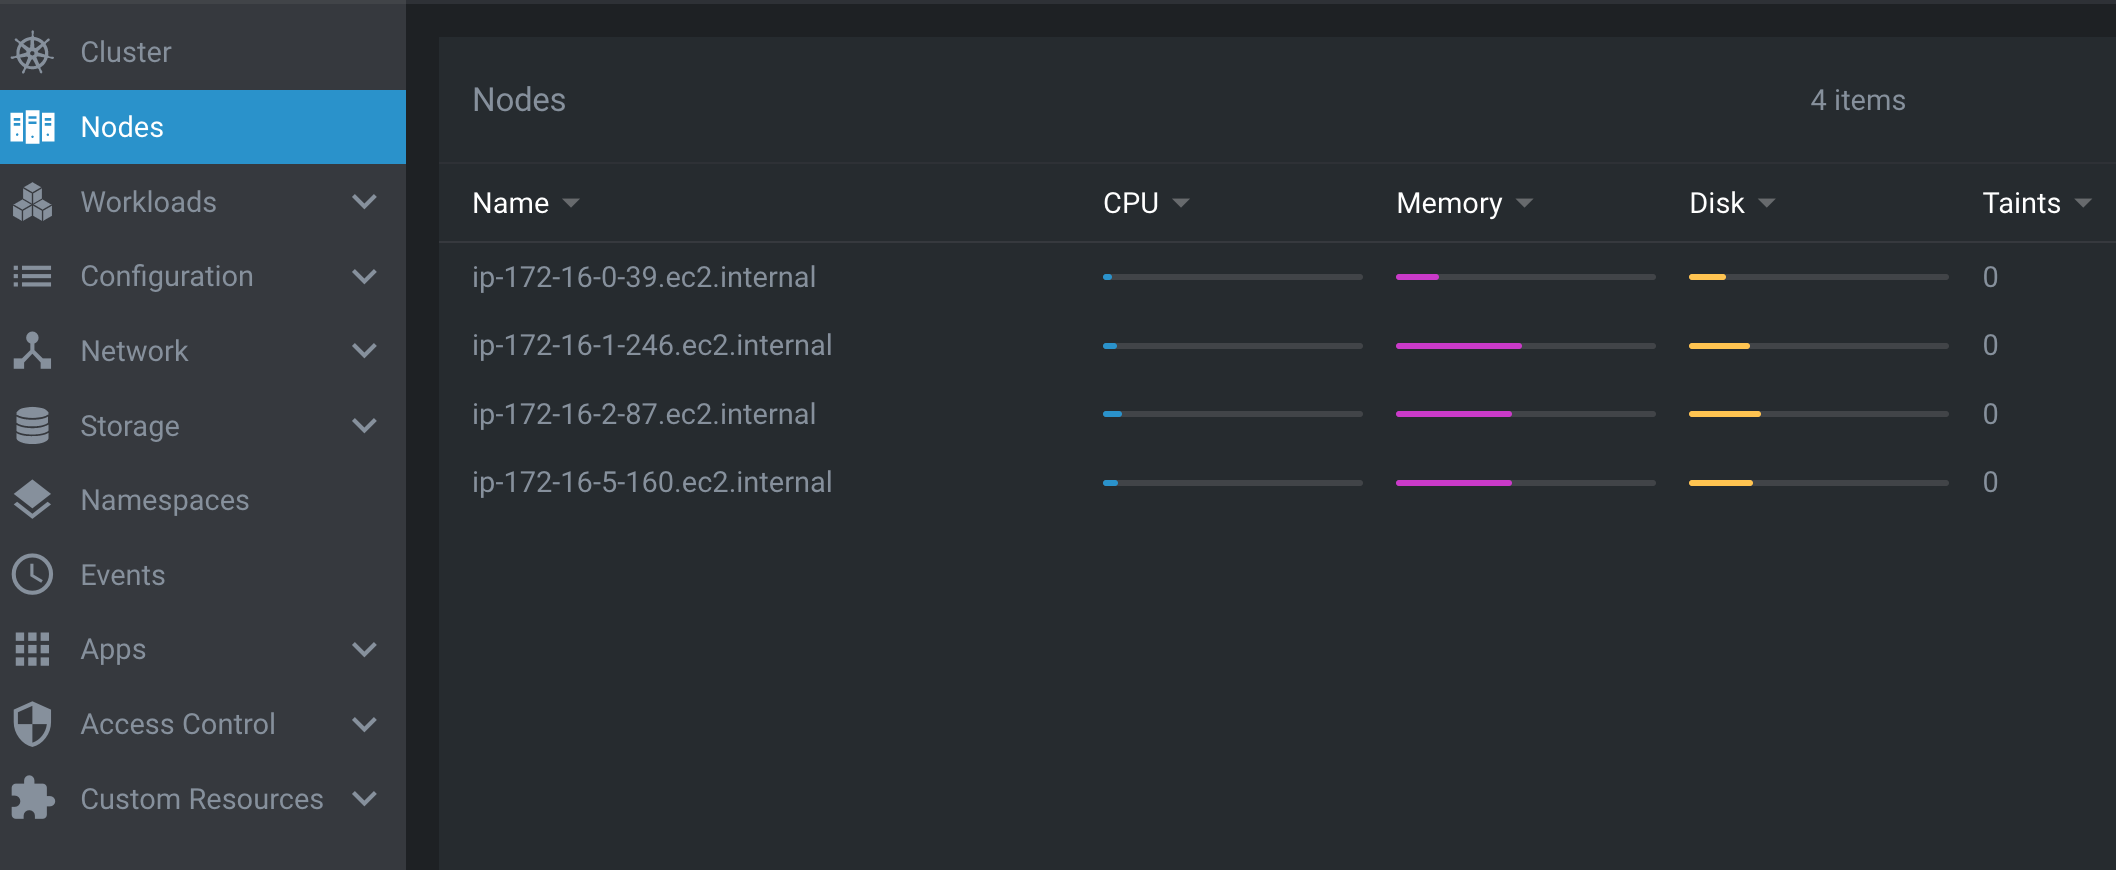 Cluster
Nodes
Workloads
Configuration
Network
Storage
Namespaces
Events
Apps
Access Control
Custom Resources
Nodes 4 items
Name CPU Memory Disk Taints
ip-172-16-0-39.ec2.internal 0
ip-172-16-1-246.ec2.internal 0
ip-172-16-2-87.ec2.internal 0
ip-172-16-5-160.ec2.internal 0